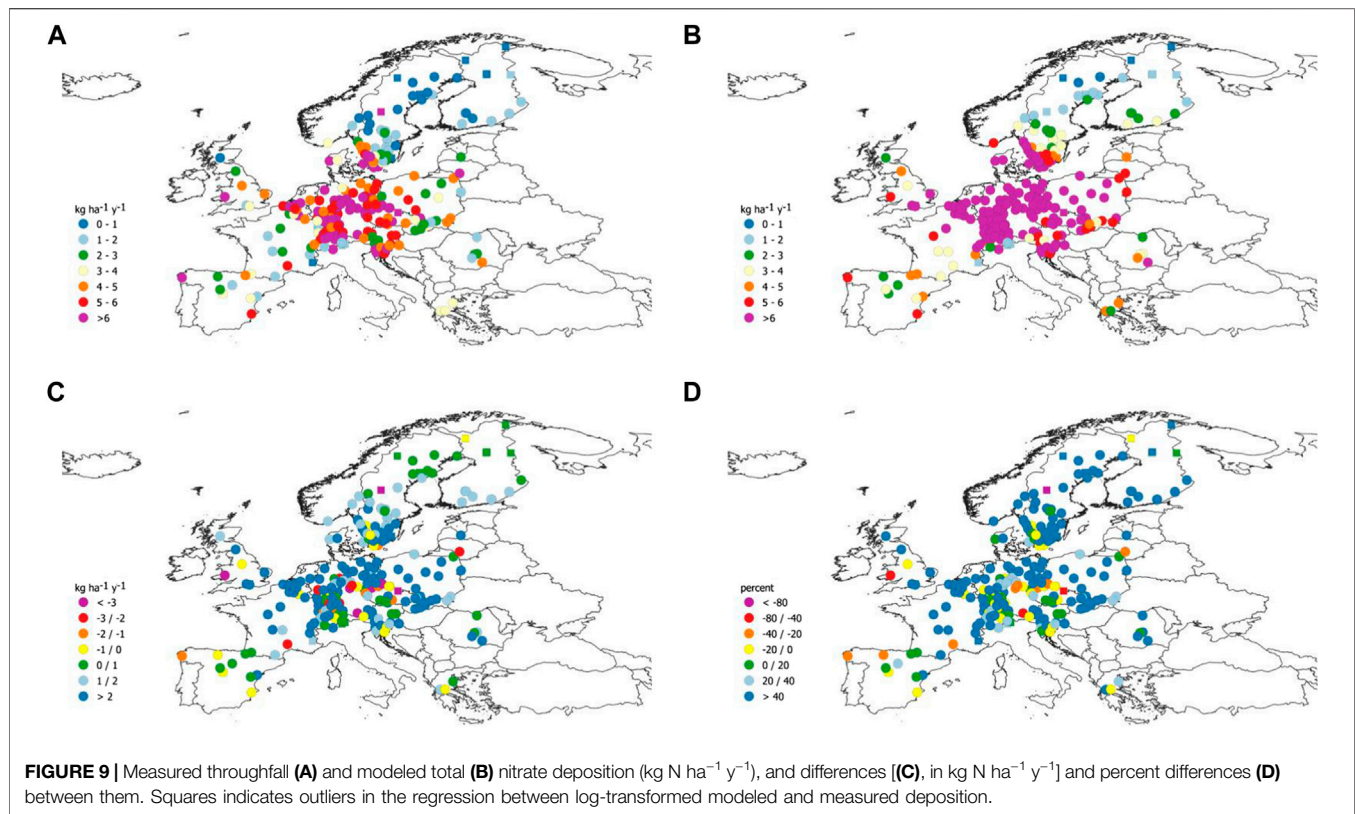 A
B
kg ha⁻¹ y⁻¹
0 - 1
1 - 2
2 - 3
3 - 4
4 - 5
5 - 6
>6
kg ha⁻¹ y⁻¹
0 - 1
1 - 2
2 - 3
3 - 4
4 - 5
5 - 6
>6
C
D
kg ha⁻¹ y⁻¹
< -3
-3 / -2
-2 / -1
-1 / 0
0 / 1
1 / 2
> 2
percent
< -80
-80 / -40
-40 / -20
-20 / 0
0 / 20
20 / 40
> 40
FIGURE 9 | Measured throughfall (A) and modeled total (B) nitrate deposition (kg N ha⁻¹ y⁻¹), and differences [(C), in kg N ha⁻¹ y⁻¹] and percent differences (D)
between them. Squares indicates outliers in the regression between log-transformed modeled and measured deposition.